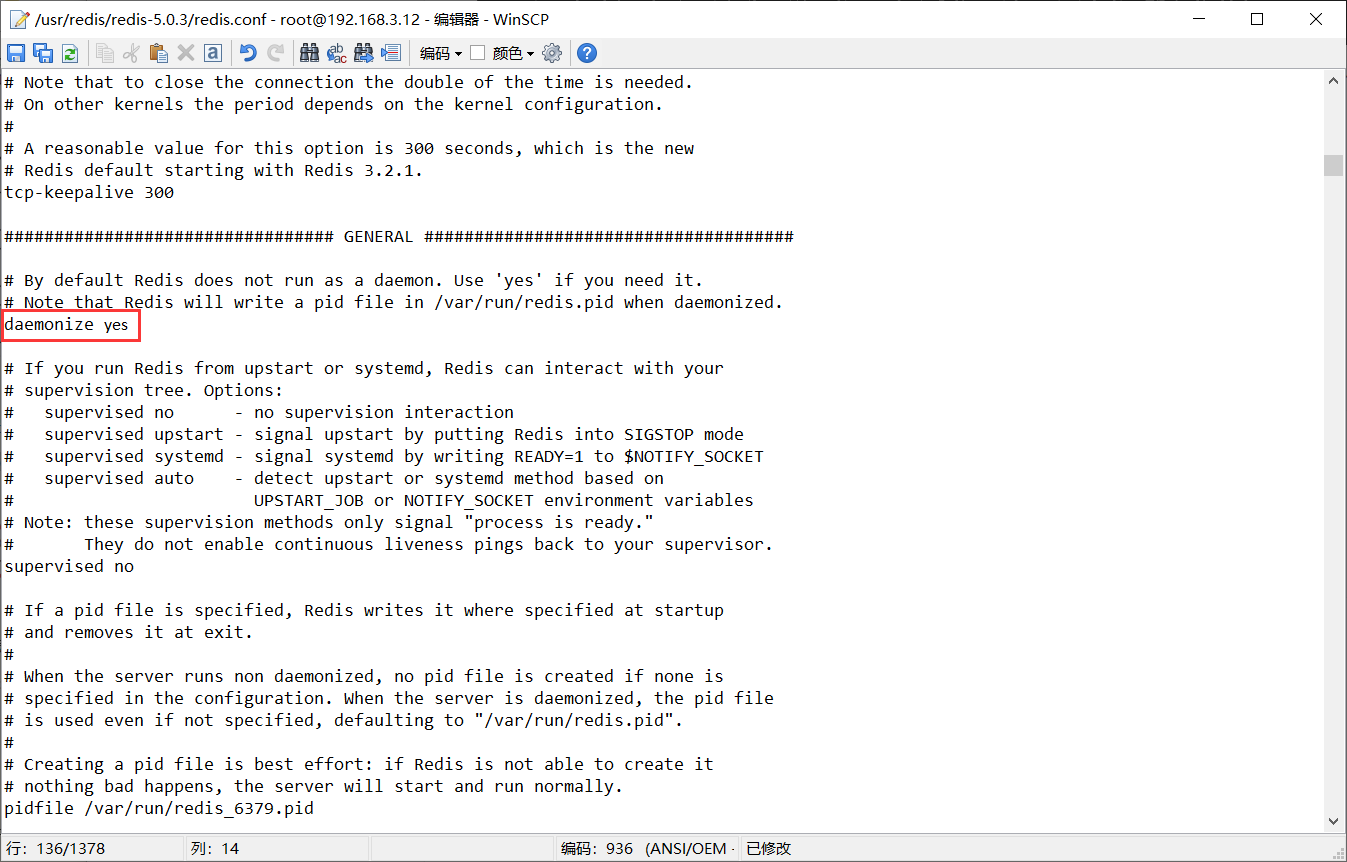 /usr/redis/redis-5.0.3/redis.conf - root@192.168.3.12 - 编辑器 - WinSCP
编码 颜色
# Note that to close the connection the double of the time is needed.
# On other kernels the period depends on the kernel configuration.
#
# A reasonable value for this option is 300 seconds, which is the new
# Redis default starting with Redis 3.2.1.
tcp-keepalive 300
################################# GENERAL #####################################
# By default Redis does not run as a daemon. Use 'yes' if you need it.
# Note that Redis will write a pid file in /var/run/redis.pid when daemonized.
daemonize yes
# If you run Redis from upstart or systemd, Redis can interact with your
# supervision tree. Options:
#   supervised no      - no supervision interaction
#   supervised upstart - signal upstart by putting Redis into SIGSTOP mode
#   supervised systemd - signal systemd by writing READY=1 to $NOTIFY_SOCKET
#   supervised auto    - detect upstart or systemd method based on
#                        UPSTART_JOB or NOTIFY_SOCKET environment variables
# Note: these supervision methods only signal "process is ready."
#       They do not enable continuous liveness pings back to your supervisor.
supervised no
# If a pid file is specified, Redis writes it where specified at startup
# and removes it at exit.
#
# When the server runs non daemonized, no pid file is created if none is
# specified in the configuration. When the server is daemonized, the pid file
# is used even if not specified, defaulting to "/var/run/redis.pid".
#
# Creating a pid file is best effort: if Redis is not able to create it
# nothing bad happens, the server will start and run normally.
pidfile /var/run/redis_6379.pid
行: 136/1378 列: 14 编码: 936 (ANSI/OEM · 已修改